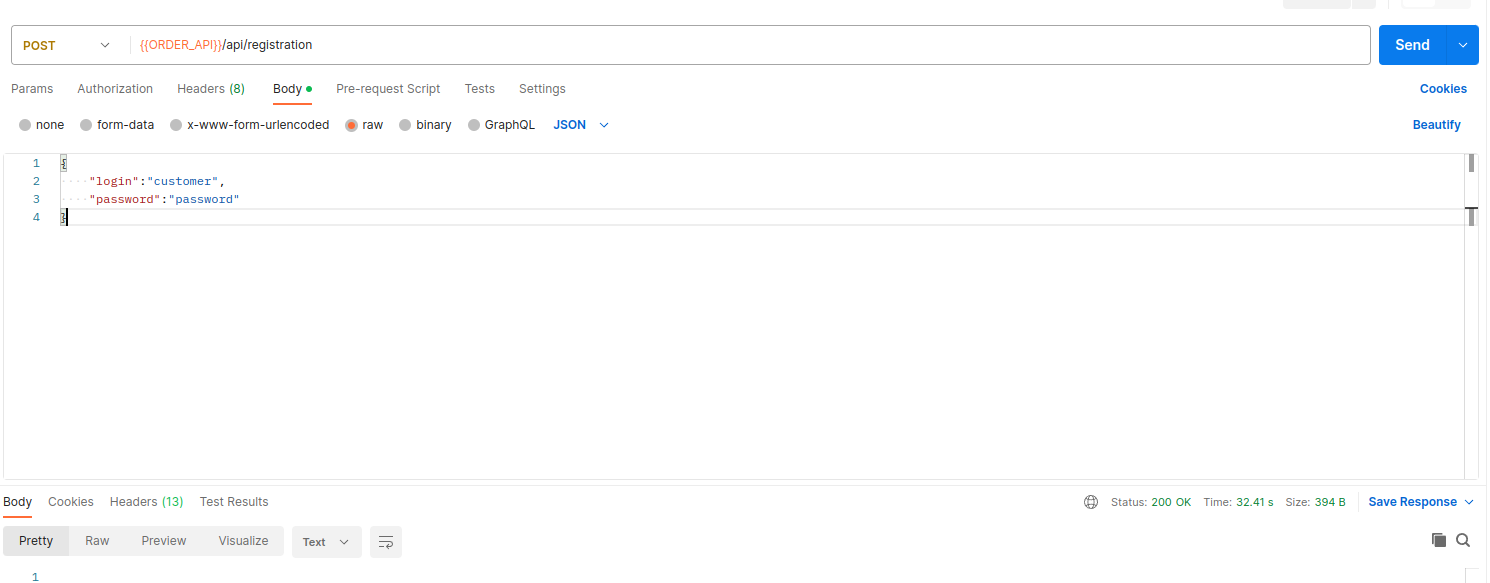 POST {{ORDER_API}}/api/registration Send
Params Authorization Headers (8) Body Pre-request Script Tests Settings Cookies
none form-data x-www-form-urlencoded raw binary GraphQL JSON Beautify
1 {
2 "login":"customer",
3 "password":"password"
4 }
Body Cookies Headers (13) Test Results Status: 200 OK Time: 32.41 s Size: 394 B Save Response
Pretty Raw Preview Visualize Text
1